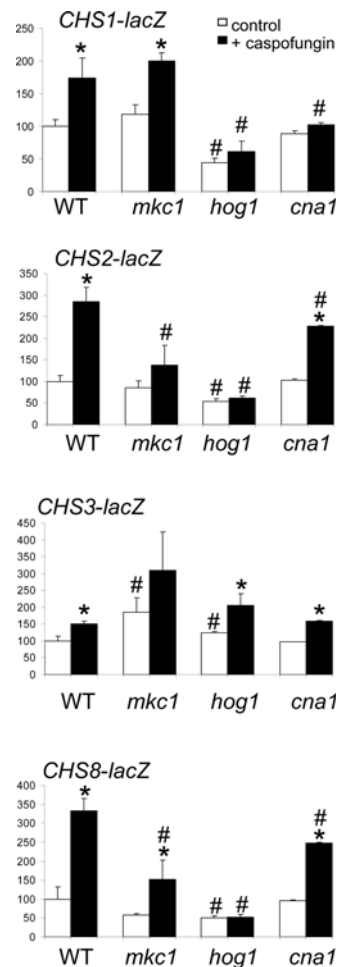 CHS1-lacZ
control
+ caspofungin
250
200
150
100
50
0
* * # # #
WT mkc1 hog1 cna1
CHS2-lacZ
350
300
250
200
150
100
50
0
* # # # # *
WT mkc1 hog1 cna1
CHS3-lacZ
450
400
350
300
250
200
150
100
50
0
* # # * *
WT mkc1 hog1 cna1
CHS8-lacZ
400
350
300
250
200
150
100
50
0
* # * # # # *
WT mkc1 hog1 cna1